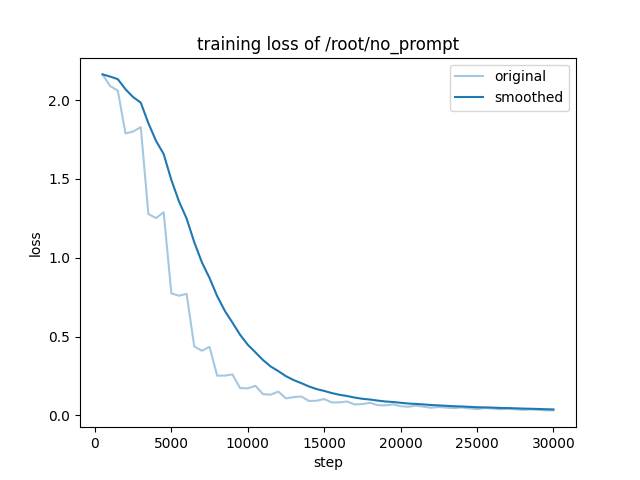 training loss of /root/no_prompt
original
smoothed
2.0
1.5
1.0
0.5
0.0
loss
0 5000 10000 15000 20000 25000 30000
step